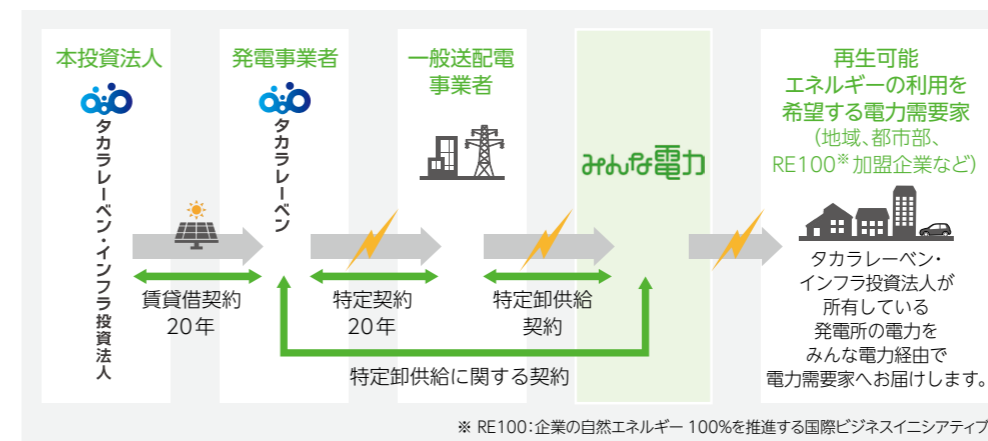 本投資法人
タカラレーベン・インフラ投資法人
発電事業者
タカラレーベン
一般送配電
事業者
みんな電力
再生可能
エネルギーの利用を
希望する電力需要家
(地域、都市部、
RE100※加盟企業など)
賃貸借契約
20年
特定契約
20年
特定卸供給
契約
特定卸供給に関する契約
タカラレーベン・
インフラ投資法人が
所有している
発電所の電力を
みんな電力経由で
電力需要家へお届けします。
※ RE100:企業の自然エネルギー100%を推進する国際ビジネスイニシアティブ